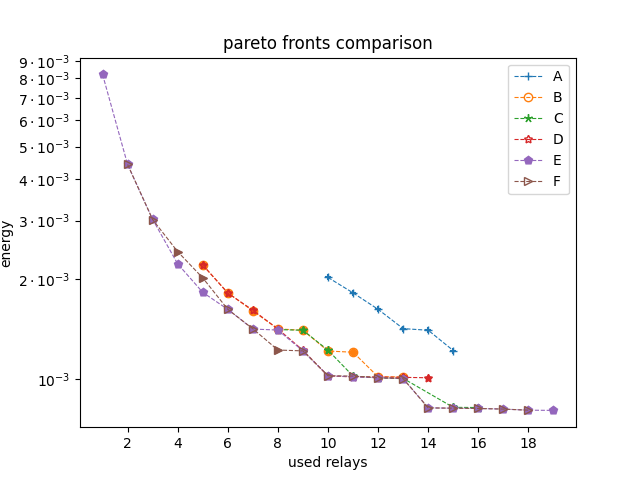 pareto fronts comparison
9 · 10⁻³
8 · 10⁻³
7 · 10⁻³
6 · 10⁻³
5 · 10⁻³
4 · 10⁻³
3 · 10⁻³
2 · 10⁻³
10⁻³
energy
A
B
C
D
E
F
2 4 6 8 10 12 14 16 18
used relays